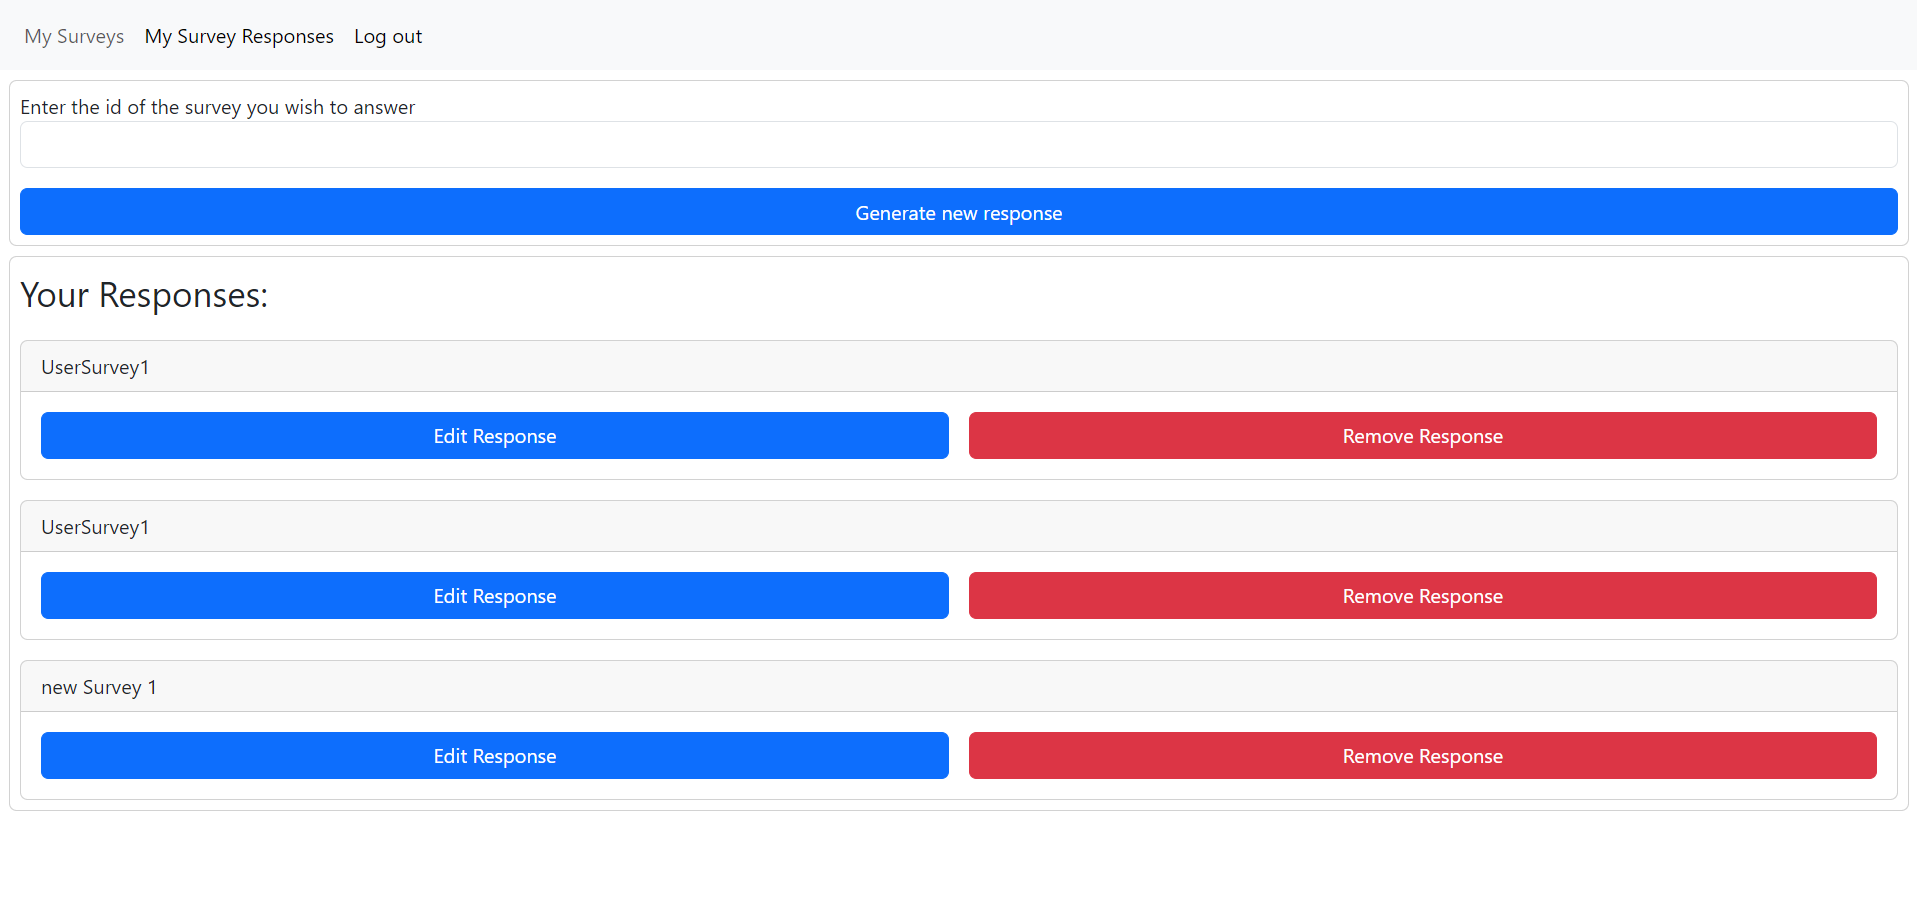 My Surveys My Survey Responses Log out
Enter the id of the survey you wish to answer
Generate new response
Your Responses:
UserSurvey1
Edit Response Remove Response
UserSurvey1
Edit Response Remove Response
new Survey 1
Edit Response Remove Response